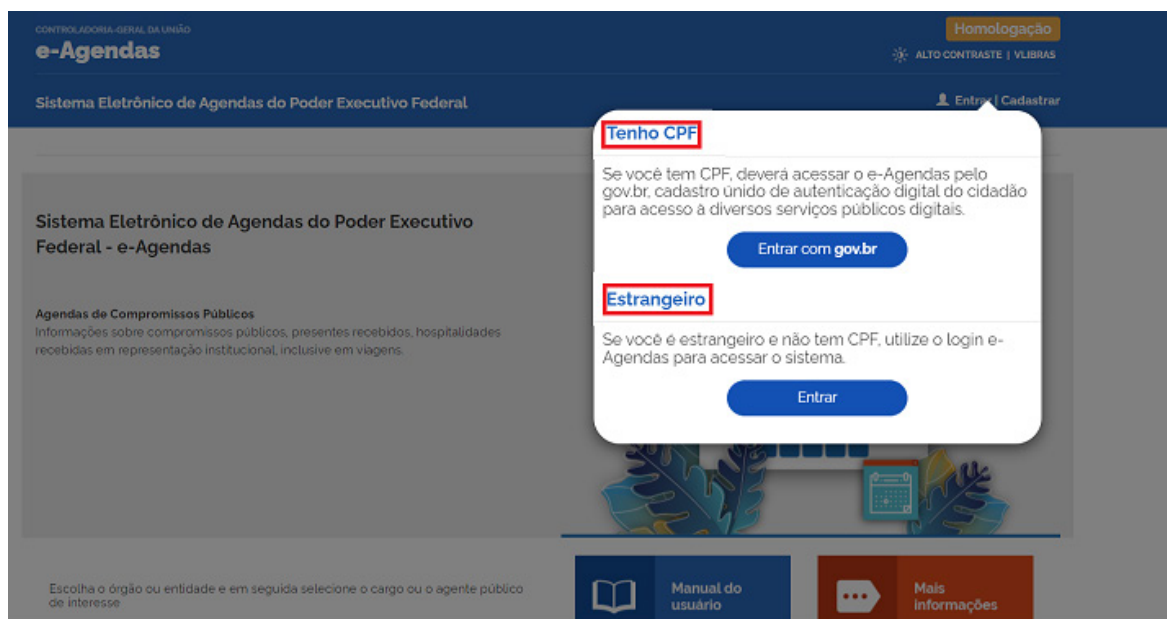 CONTROLADORIA-GERAL DA UNIÃO
e-Agendas
Homologação
ALTO CONTRASTE | VLIBRAS
Sistema Eletrônico de Agendas do Poder Executivo Federal
Entrar | Cadastrar
Tenho CPF
Se você tem CPF, deverá acessar o e-Agendas pelo
gov.br, cadastro único de autenticação digital do cidadão
para acesso à diversos serviços públicos digitais.
Entrar com gov.br
Estrangeiro
Se você é estrangeiro e não tem CPF, utilize o login e-
Agendas para acessar o sistema.
Entrar
Sistema Eletrônico de Agendas do Poder Executivo
Federal - e-Agendas
Agendas de Compromissos Públicos
Informações sobre compromissos públicos, presentes recebidos, hospitalidades
recebidas em representação institucional, inclusive em viagens.
Escolha o órgão ou entidade e em seguida selecione o cargo ou o agente público
de interesse
Manual do
usuário
Mais
informações